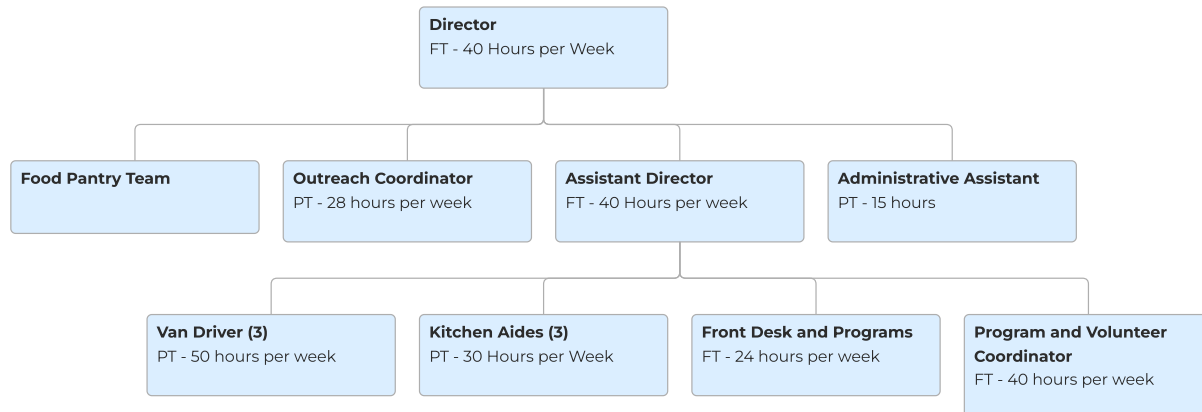 Director
FT - 40 Hours per Week
Food Pantry Team
Outreach Coordinator
PT - 28 hours per week
Assistant Director
FT - 40 Hours per week
Administrative Assistant
PT - 15 hours
Van Driver (3)
PT - 50 hours per week
Kitchen Aides (3)
PT - 30 Hours per Week
Front Desk and Programs
FT - 24 hours per week
Program and Volunteer
Coordinator
FT - 40 hours per week